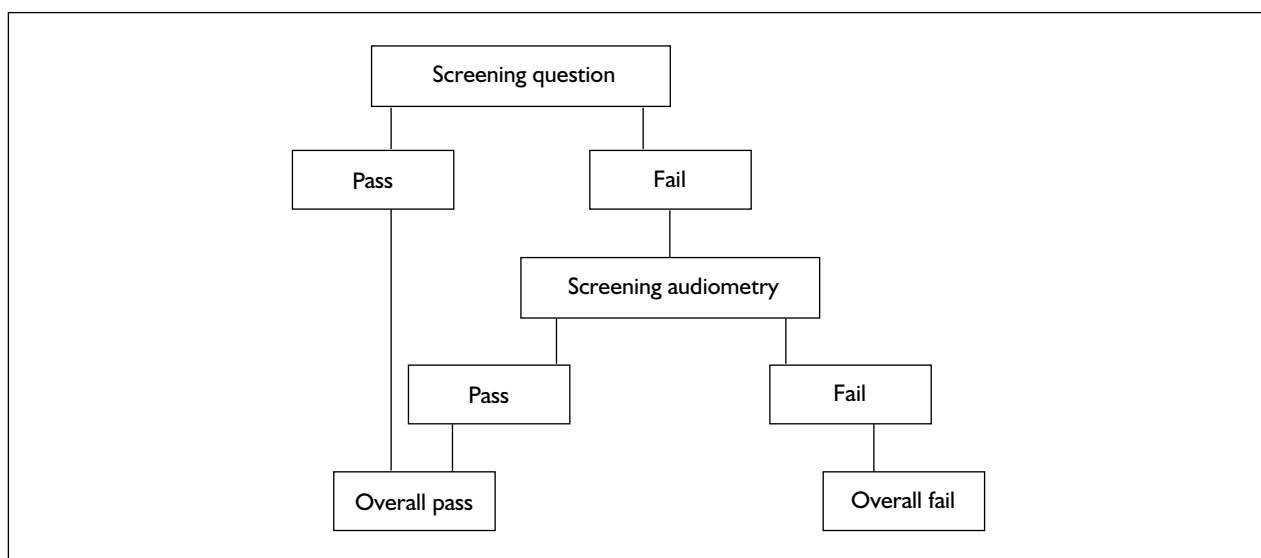 Screening question
Pass
Fail
Screening audiometry
Pass
Fail
Overall pass
Overall fail